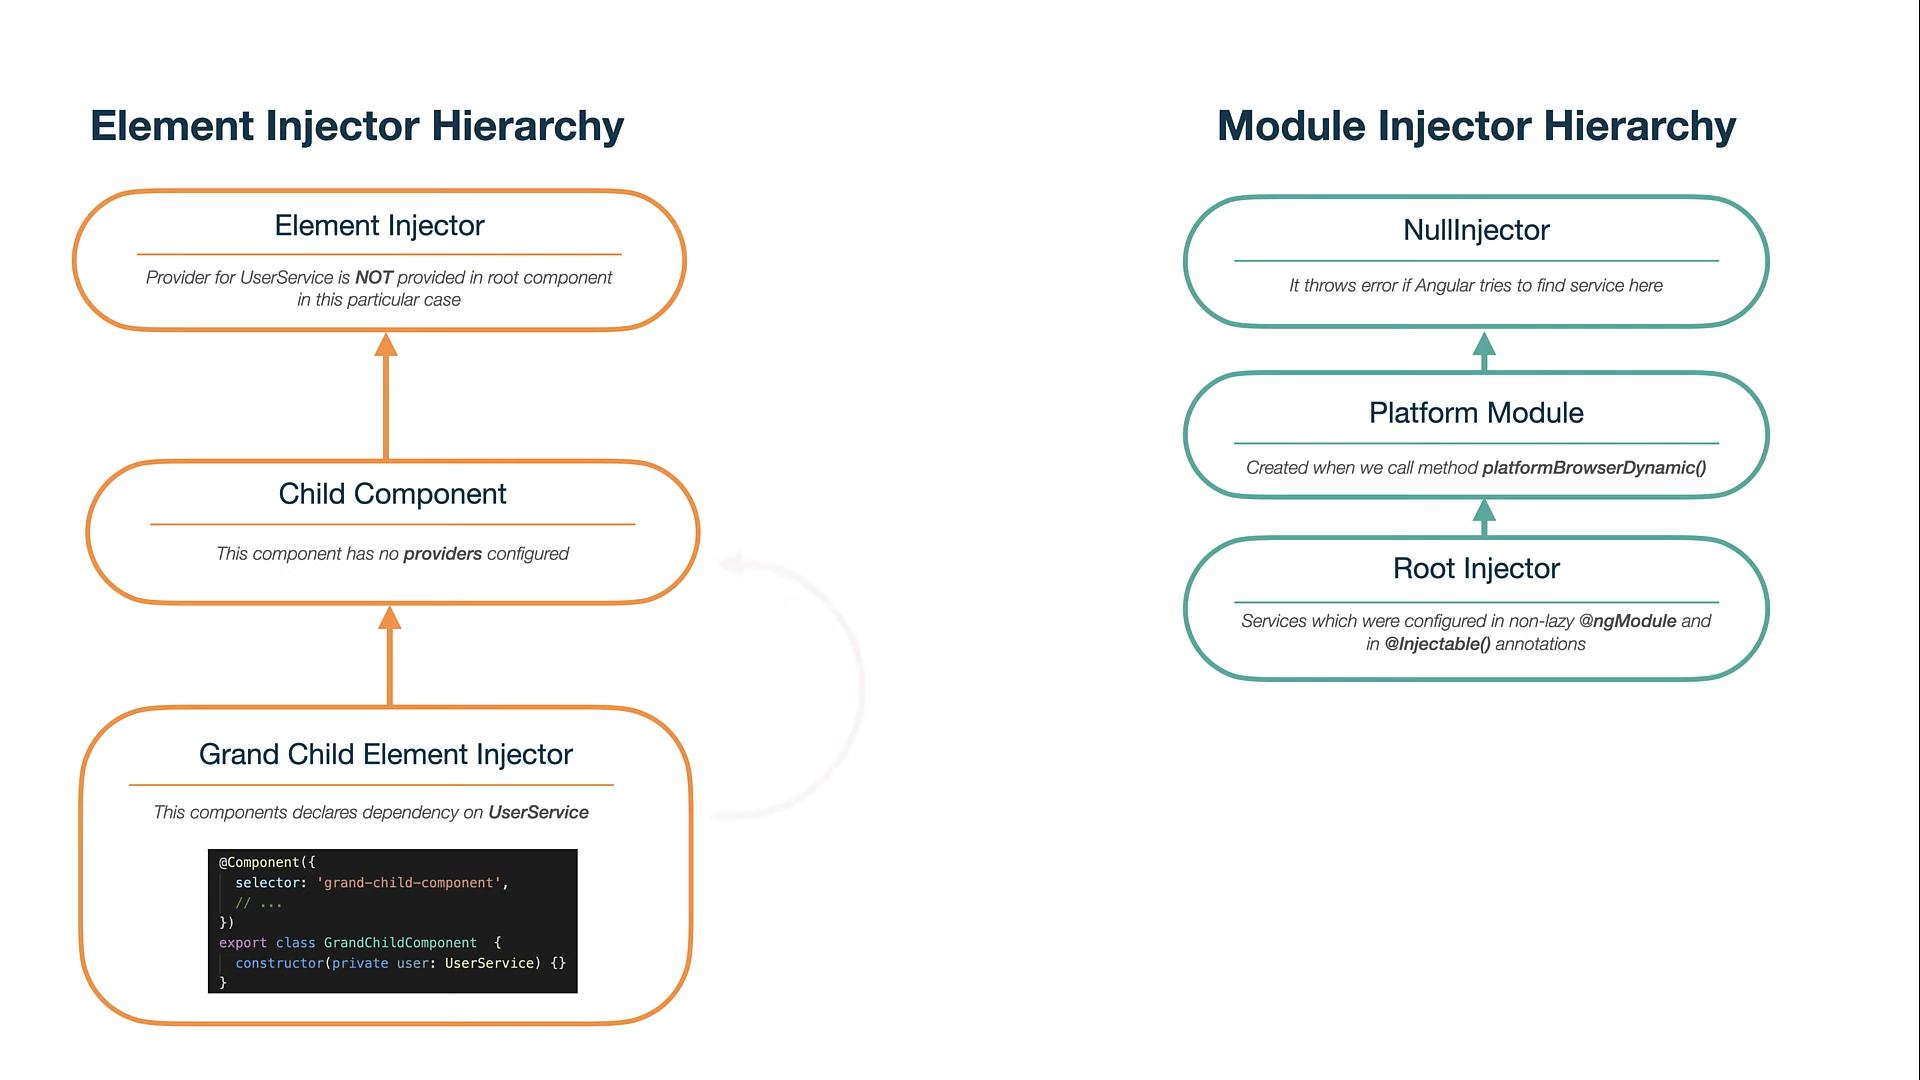 Element Injector Hierarchy
Element Injector
Provider for UserService is NOT provided in root component
in this particular case
Child Component
This component has no providers configured
Grand Child Element Injector
This components declares dependency on UserService
@Component({
  selector: 'grand-child-component',
  // ...
})
export class GrandChildComponent  {
  constructor(private user: UserService) {}
}
Module Injector Hierarchy
NullInjector
It throws error if Angular tries to find service here
Platform Module
Created when we call method platformBrowserDynamic()
Root Injector
Services which were configured in non-lazy @ngModule and
in @Injectable() annotations